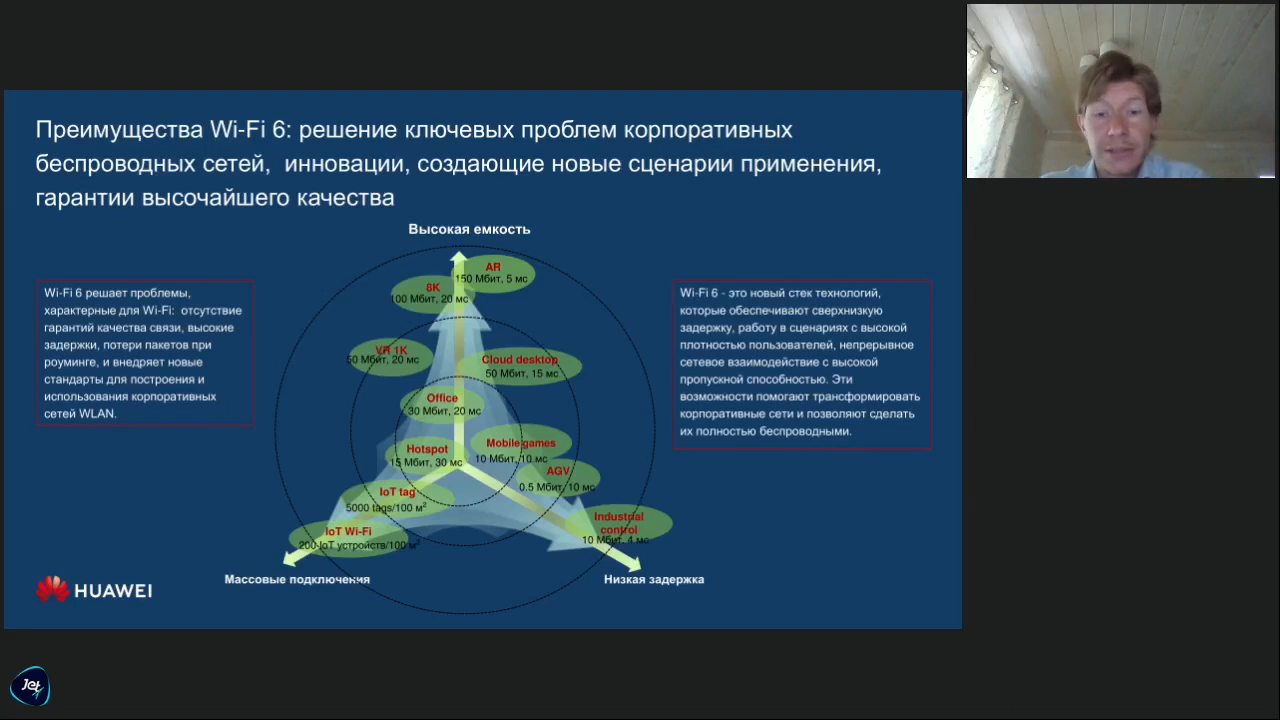 Преимущества Wi-Fi 6: решение ключевых проблем корпоративных
беспроводных сетей, инновации, создающие новые сценарии применения,
гарантии высочайшего качества
Высокая емкость
AR
150 Мбит, 5 мс
8K
100 Мбит, 20 мс
VR 1K
50 Мбит, 20 мс
Cloud desktop
50 Мбит, 15 мс
Office
30 Мбит, 20 мс
Hotspot
15 Мбит, 30 мс
Mobile games
10 Мбит, 10 мс
AGV
0.5 Мбит, 10 мс
IoT tag
5000 tags/100 м²
Industrial
control
10 Мбит, 4 мс
IoT Wi-Fi
200 IoT устройств/100 м²
Массовые подключения
Низкая задержка
Wi-Fi 6 решает проблемы,
характерные для Wi-Fi: отсутствие
гарантий качества связи, высокие
задержки, потери пакетов при
роуминге, и внедряет новые
стандарты для построения и
использования корпоративных
сетей WLAN.
Wi-Fi 6 - это новый стек технологий,
которые обеспечивают сверхнизкую
задержку, работу в сценариях с высокой
плотностью пользователей, непрерывное
сетевое взаимодействие с высокой
пропускной способностью. Эти
возможности помогают трансформировать
корпоративные сети и позволяют сделать
их полностью беспроводными.
HUAWEI
Jet